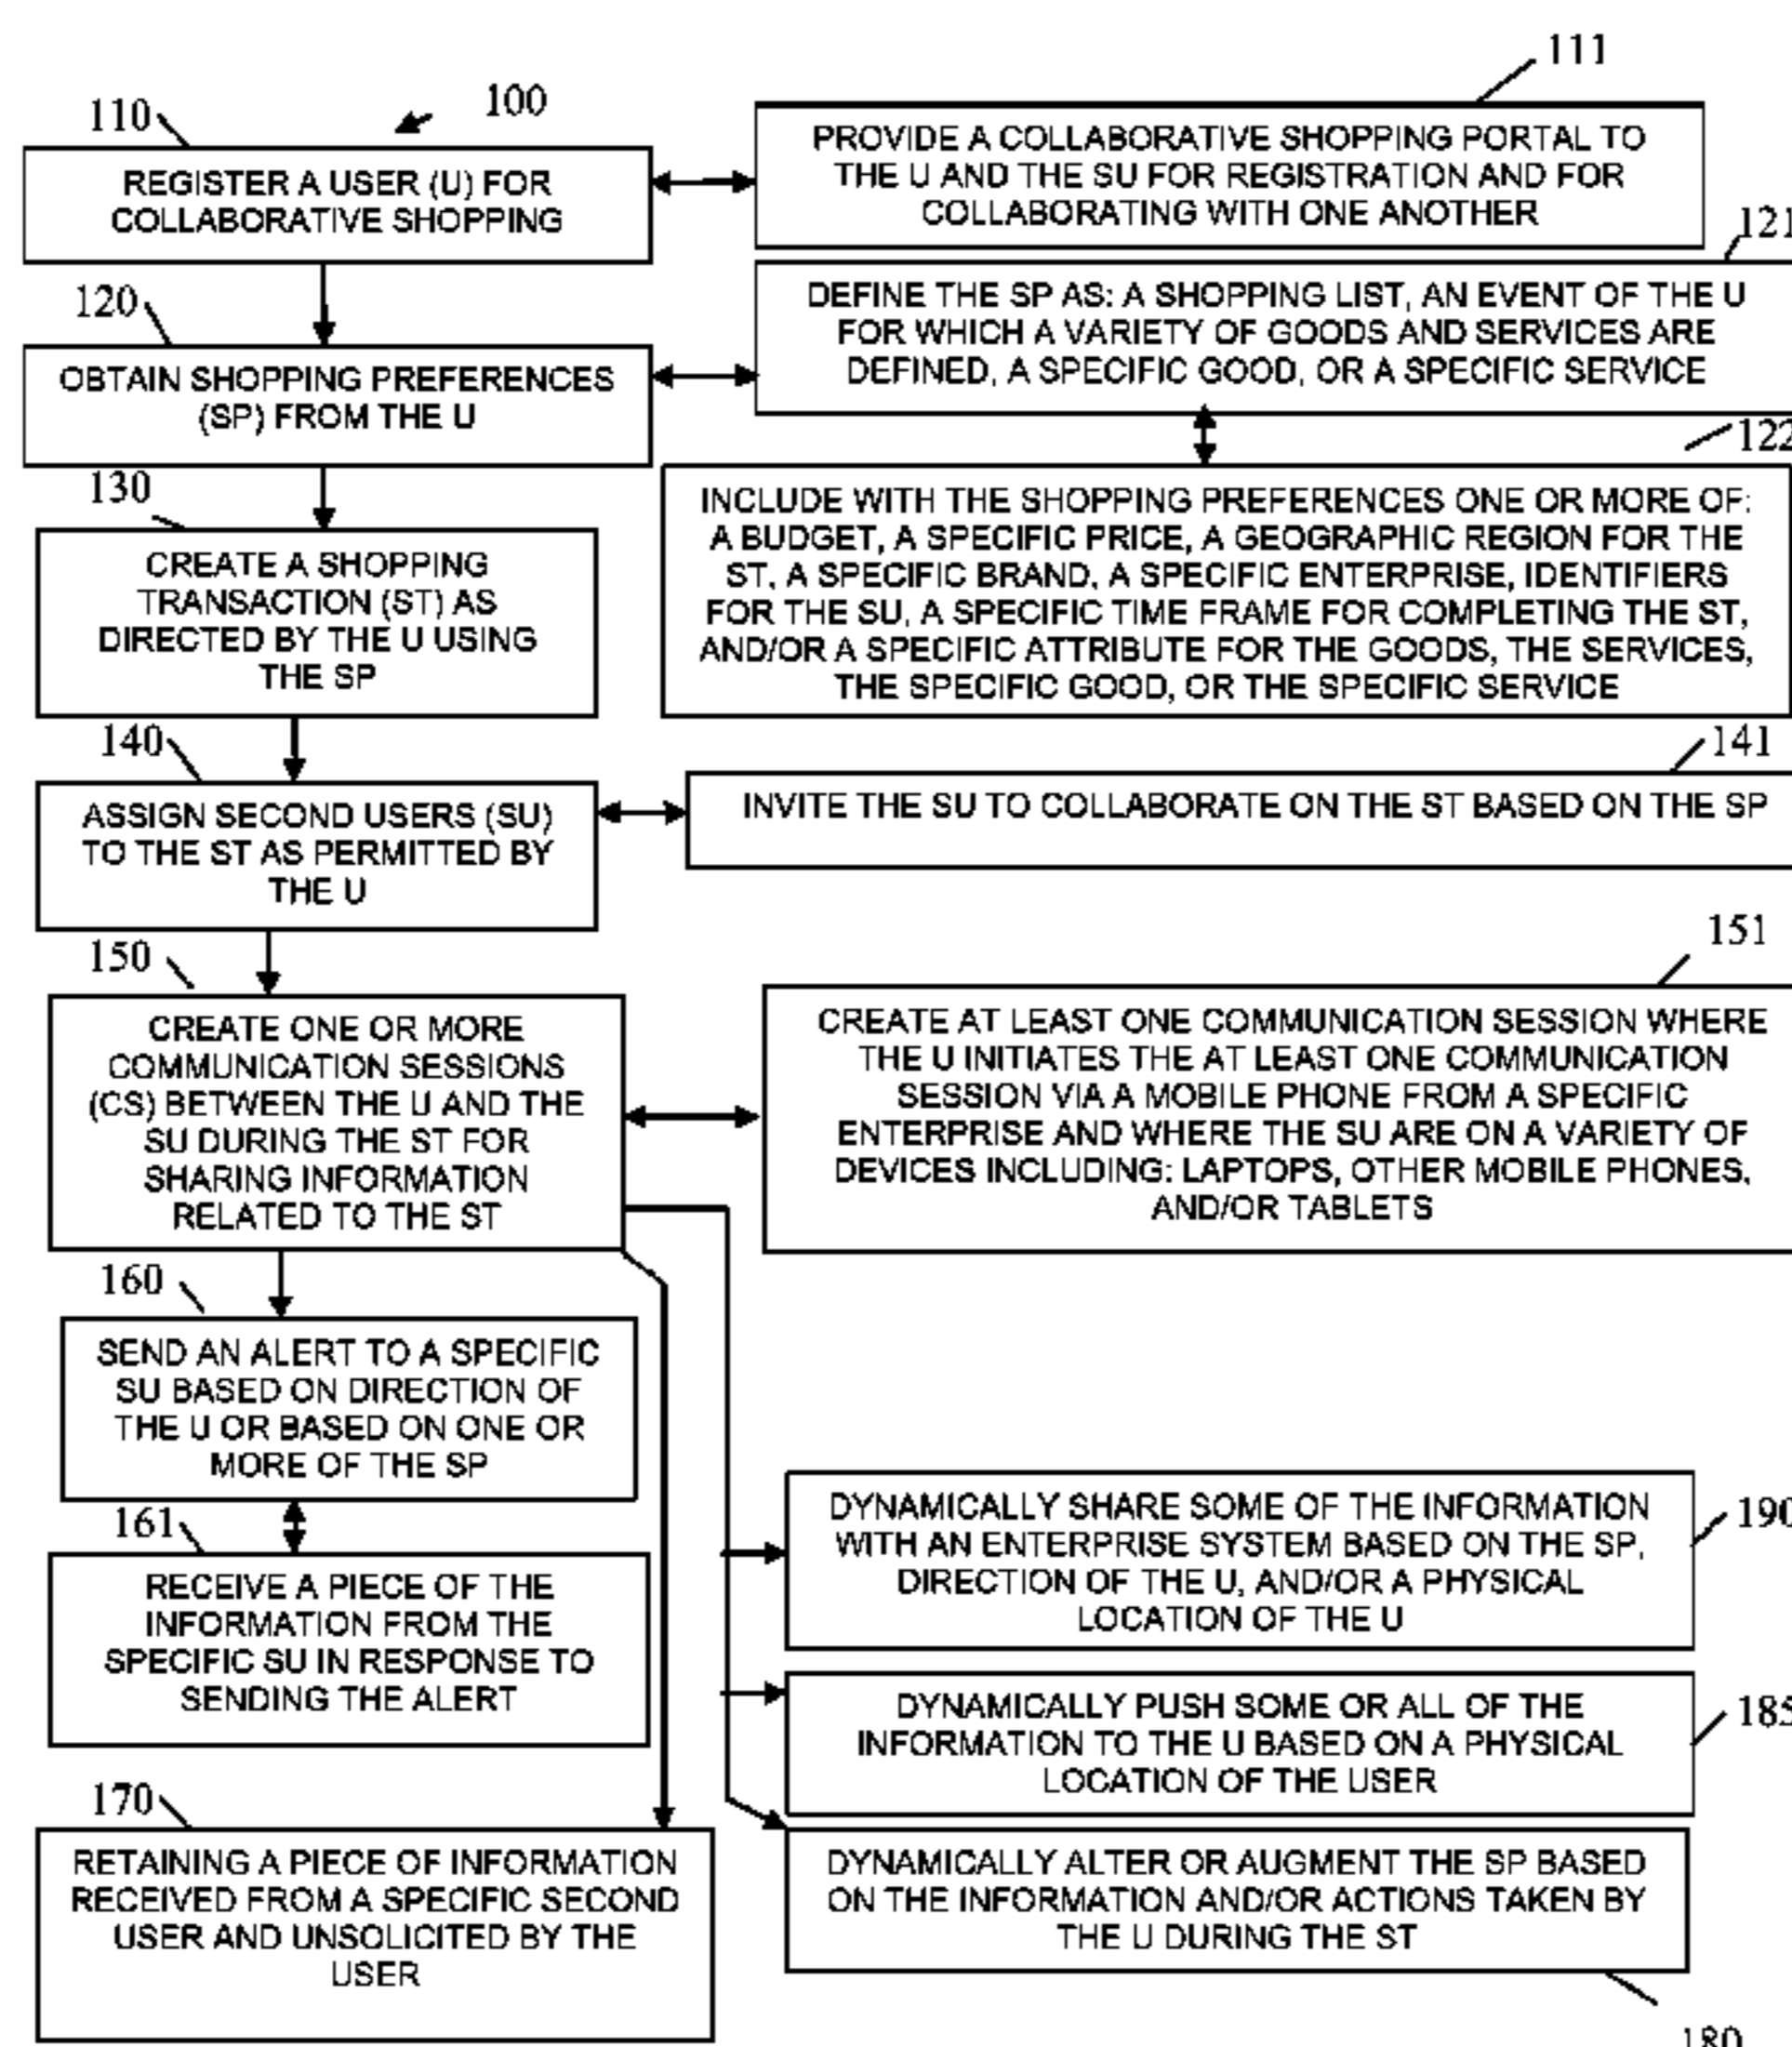 100
110
REGISTER A USER (U) FOR
COLLABORATIVE SHOPPING
111
PROVIDE A COLLABORATIVE SHOPPING PORTAL TO
THE U AND THE SU FOR REGISTRATION AND FOR
COLLABORATING WITH ONE ANOTHER
120
OBTAIN SHOPPING PREFERENCES
(SP) FROM THE U
121
DEFINE THE SP AS: A SHOPPING LIST, AN EVENT OF THE U
FOR WHICH A VARIETY OF GOODS AND SERVICES ARE
DEFINED, A SPECIFIC GOOD, OR A SPECIFIC SERVICE
122
INCLUDE WITH THE SHOPPING PREFERENCES ONE OR MORE OF:
A BUDGET, A SPECIFIC PRICE, A GEOGRAPHIC REGION FOR THE
ST, A SPECIFIC BRAND, A SPECIFIC ENTERPRISE, IDENTIFIERS
FOR THE SU, A SPECIFIC TIME FRAME FOR COMPLETING THE ST,
AND/OR A SPECIFIC ATTRIBUTE FOR THE GOODS, THE SERVICES,
THE SPECIFIC GOOD, OR THE SPECIFIC SERVICE
130
CREATE A SHOPPING
TRANSACTION (ST) AS
DIRECTED BY THE U USING
THE SP
140
ASSIGN SECOND USERS (SU)
TO THE ST AS PERMITTED BY
THE U
141
INVITE THE SU TO COLLABORATE ON THE ST BASED ON THE SP
150
CREATE ONE OR MORE
COMMUNICATION SESSIONS
(CS) BETWEEN THE U AND THE
SU DURING THE ST FOR
SHARING INFORMATION
RELATED TO THE ST
151
CREATE AT LEAST ONE COMMUNICATION SESSION WHERE
THE U INITIATES THE AT LEAST ONE COMMUNICATION
SESSION VIA A MOBILE PHONE FROM A SPECIFIC
ENTERPRISE AND WHERE THE SU ARE ON A VARIETY OF
DEVICES INCLUDING: LAPTOPS, OTHER MOBILE PHONES,
AND/OR TABLETS
160
SEND AN ALERT TO A SPECIFIC
SU BASED ON DIRECTION OF
THE U OR BASED ON ONE OR
MORE OF THE SP
161
RECEIVE A PIECE OF THE
INFORMATION FROM THE
SPECIFIC SU IN RESPONSE TO
SENDING THE ALERT
170
RETAINING A PIECE OF INFORMATION
RECEIVED FROM A SPECIFIC SECOND
USER AND UNSOLICITED BY THE
USER
190
DYNAMICALLY SHARE SOME OF THE INFORMATION
WITH AN ENTERPRISE SYSTEM BASED ON THE SP,
DIRECTION OF THE U, AND/OR A PHYSICAL
LOCATION OF THE U
185
DYNAMICALLY PUSH SOME OR ALL OF THE
INFORMATION TO THE U BASED ON A PHYSICAL
LOCATION OF THE USER
DYNAMICALLY ALTER OR AUGMENT THE SP BASED
ON THE INFORMATION AND/OR ACTIONS TAKEN BY
THE U DURING THE ST
180